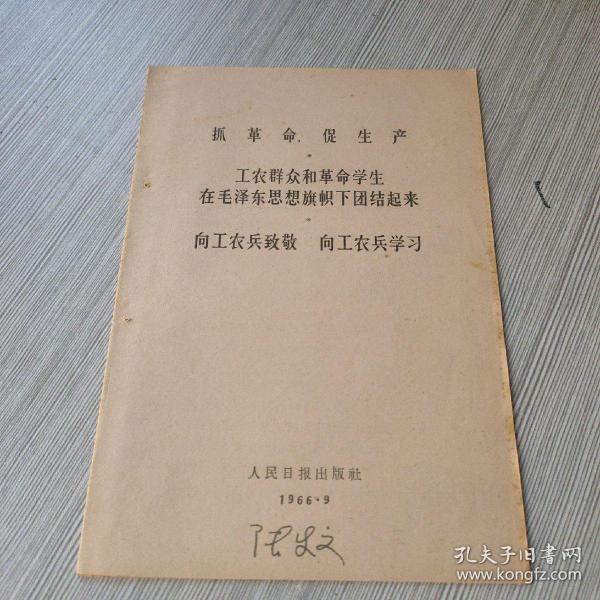 抓革命，促生产
工农群众和革命学生
在毛泽东思想旗帜下团结起来
向工农兵致敬 向工农兵学习
人民日报出版社
1966·9
孔夫子旧书网
www.kongfz.com